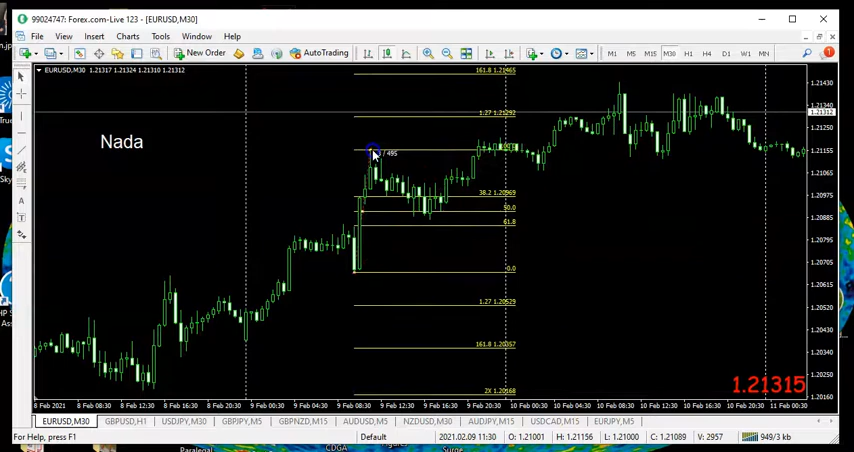 99024747: Forex.com-Live 123 - [EURUSD,M30]
File View Insert Charts Tools Window Help
New Order AutoTrading M1 M5 M15 M30 H1 H4 D1 W1 MN
EURUSD,M30 1.21317 1.21324 1.21310 1.21312
161.8 1.21465
1.21430
1.21340
1.21312
1.27 1.21292
1.21250
Nada
1.21155
/ 495
1.21065
38.2 1.20969
50.0
1.20885
61.8
1.20795
-0.0
1.20705
1.20615
1.27 1.20529
1.20520
1.20430
161.8 1.20357
1.20340
1.20250
2X 1.20168
1.20160
1.21315
8 Feb 2021 8 Feb 08:30 8 Feb 12:30 8 Feb 16:30 8 Feb 20:30 9 Feb 00:30 9 Feb 04:30 9 Feb 08:30 9 Feb 12:30 9 Feb 16:30 9 Feb 20:30 10 Feb 00:30 10 Feb 04:30 10 Feb 08:30 10 Feb 12:30 10 Feb 16:30 10 Feb 20:30 11 Feb 00:30
EURUSD,M30 GBPUSD,H1 USDJPY,M30 GBPJPY,M5 GBPNZD,M15 AUDUSD,M5 NZDUSD,M30 AUDJPY,M15 USDCAD,M15 EURJPY,M5
For Help, press F1 Default 2021.02.09 11:30 O: 1.21001 H: 1.21156 L: 1.21000 C: 1.21089 V: 2957 949/3 kb
Paralegal CDGA Surge